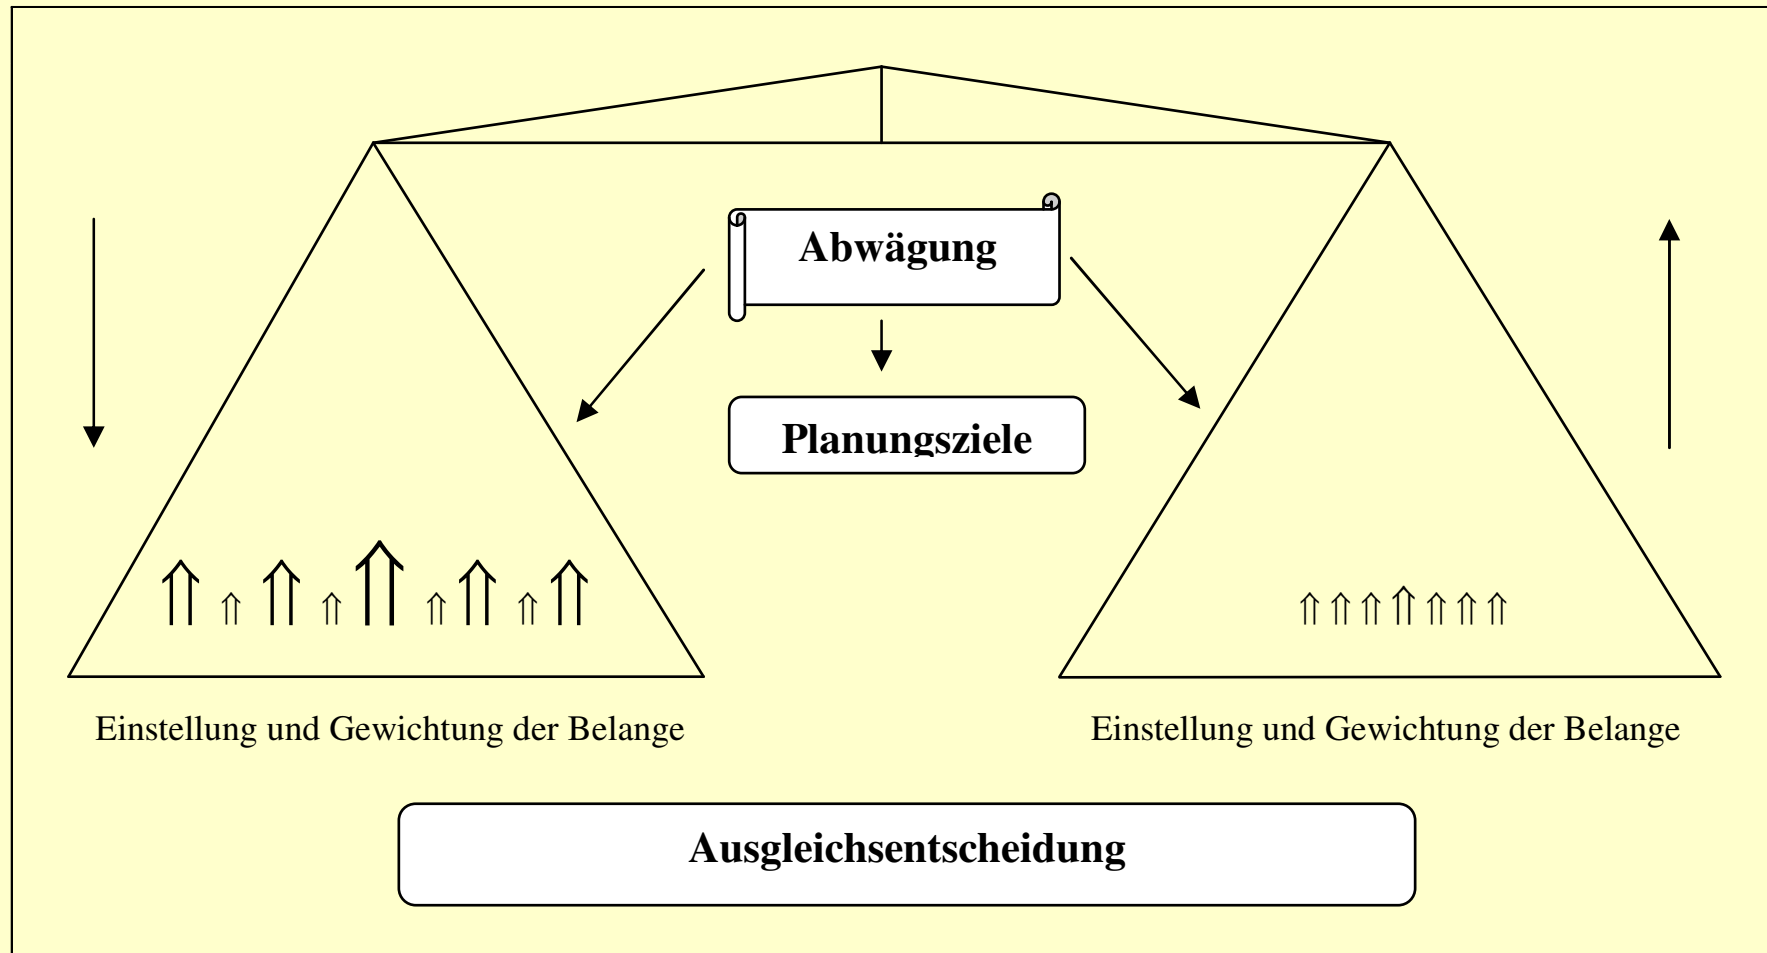 Abwägung
Planungsziele
⇑ ⇑ ⇑ ⇑ ⇑ ⇑ ⇑ ⇑ ⇑
⇑ ⇑ ⇑ ⇑ ⇑ ⇑ ⇑
Einstellung und Gewichtung der Belange
Einstellung und Gewichtung der Belange
Ausgleichsentscheidung